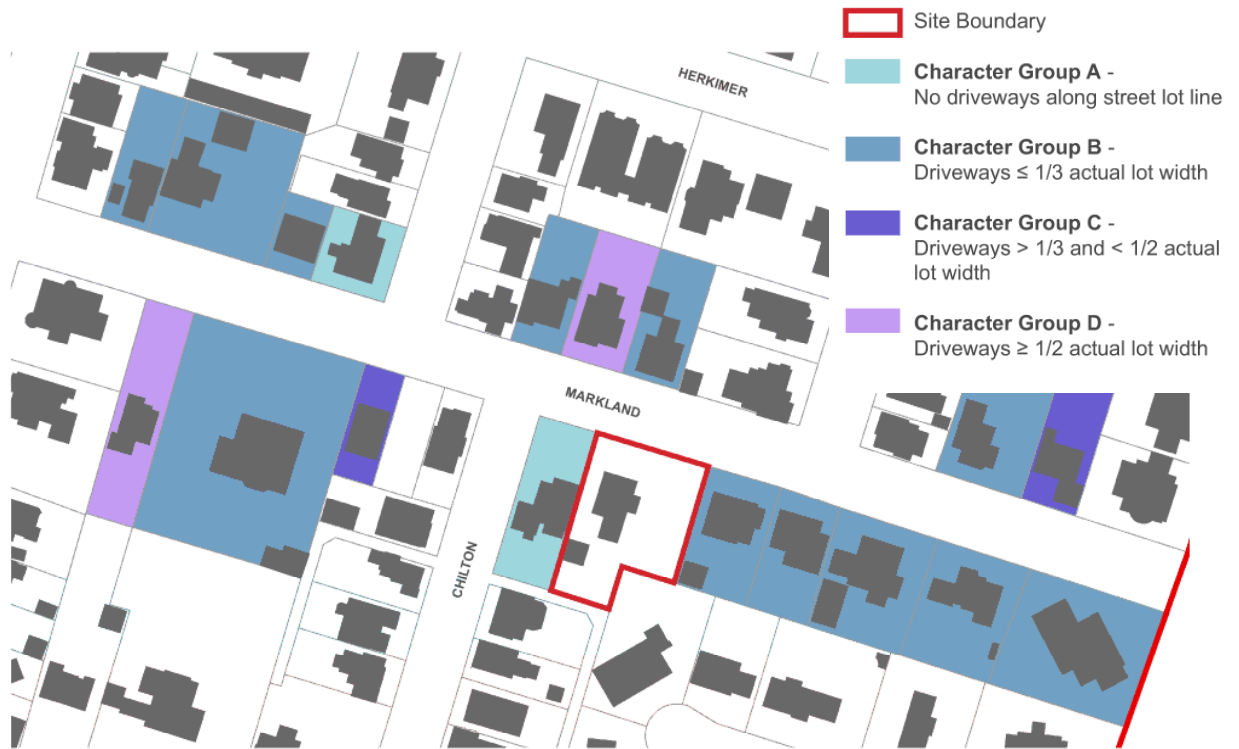 Site Boundary
Character Group A -
No driveways along street lot line
Character Group B -
Driveways ≤ 1/3 actual lot width
Character Group C -
Driveways > 1/3 and < 1/2 actual
lot width
Character Group D -
Driveways ≥ 1/2 actual lot width
HERKIMER
MARKLAND
CHILTON